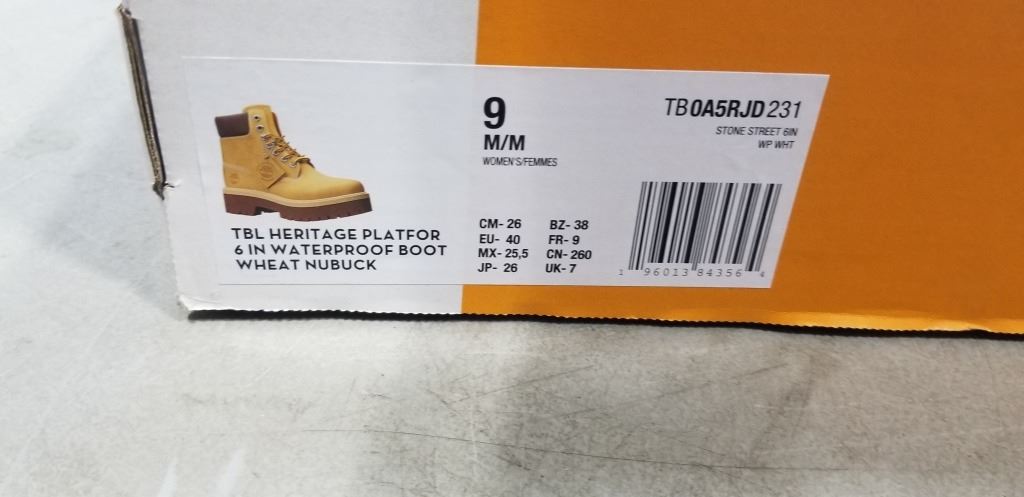 TBL HERITAGE PLATFOR
6 IN WATERPROOF BOOT
WHEAT NUBUCK
9
M/M
WOMEN'S/FEMMES
CM- 26 BZ- 38
EU- 40 FR- 9
MX- 25,5 CN- 260
JP- 26 UK- 7
TB0A5RJD231
STONE STREET 6IN
WP WHT
1 96013 84356 4